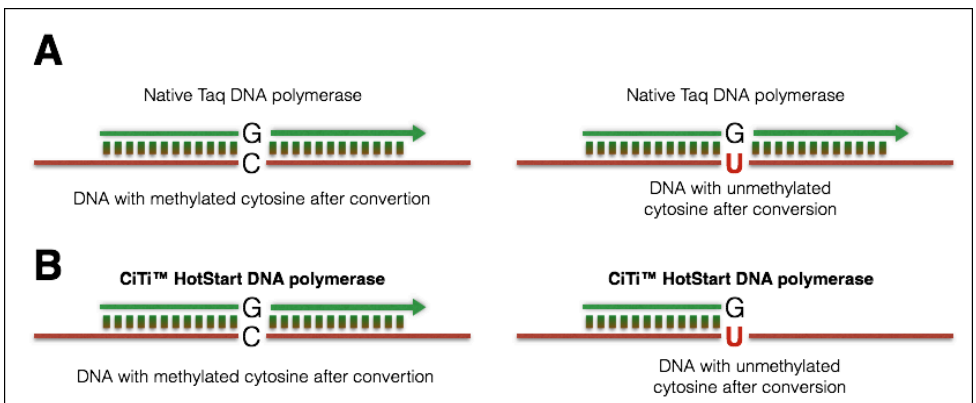 A
Native Taq DNA polymerase
Native Taq DNA polymerase
G
G
C
U
DNA with methylated cytosine after convertion
DNA with unmethylated
cytosine after conversion
B
CiTi™ HotStart DNA polymerase
CiTi™ HotStart DNA polymerase
G
G
C
U
DNA with methylated cytosine after convertion
DNA with unmethylated
cytosine after conversion